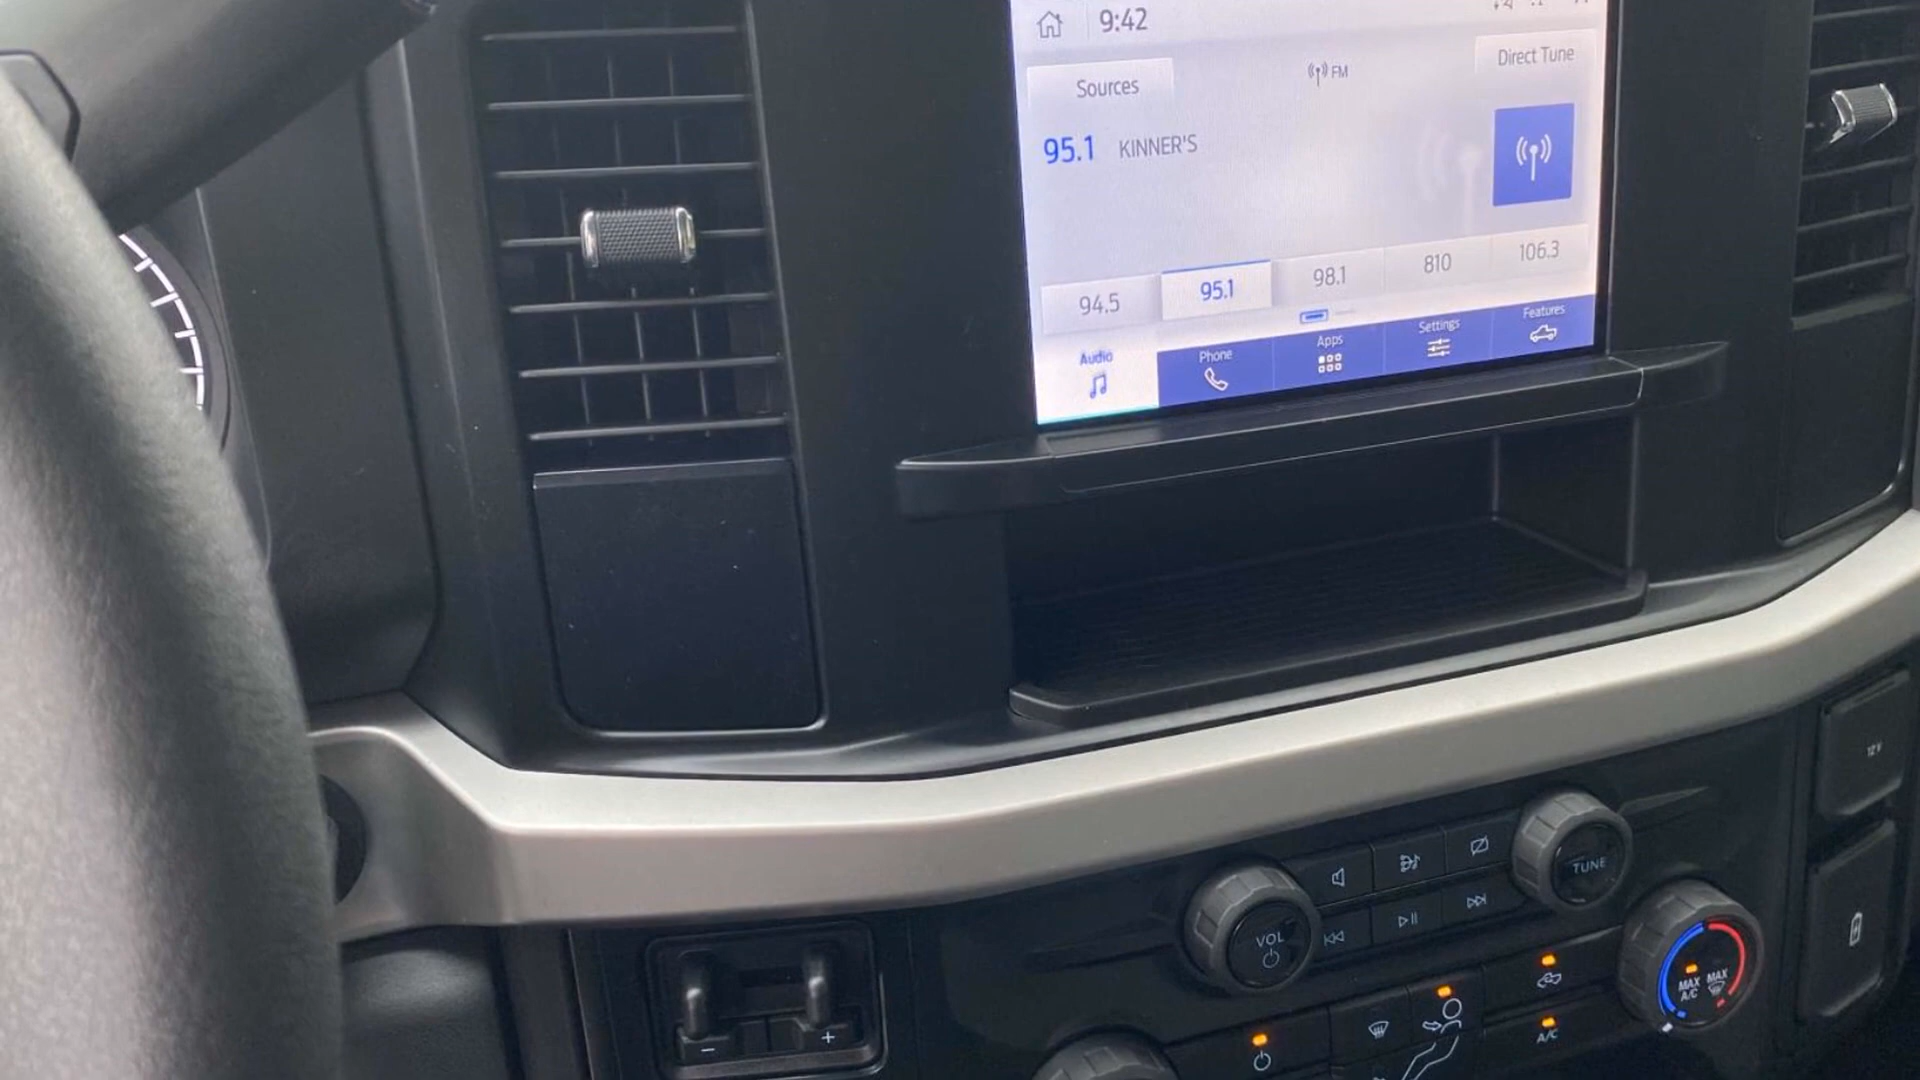 9:42
Sources
FM
Direct Tune
95.1 KINNER'S
94.5 95.1 98.1 810 106.3
Audio Phone Apps Settings Features
12V
TUNE
VOL
MAX A/C MAX
A/C
− +